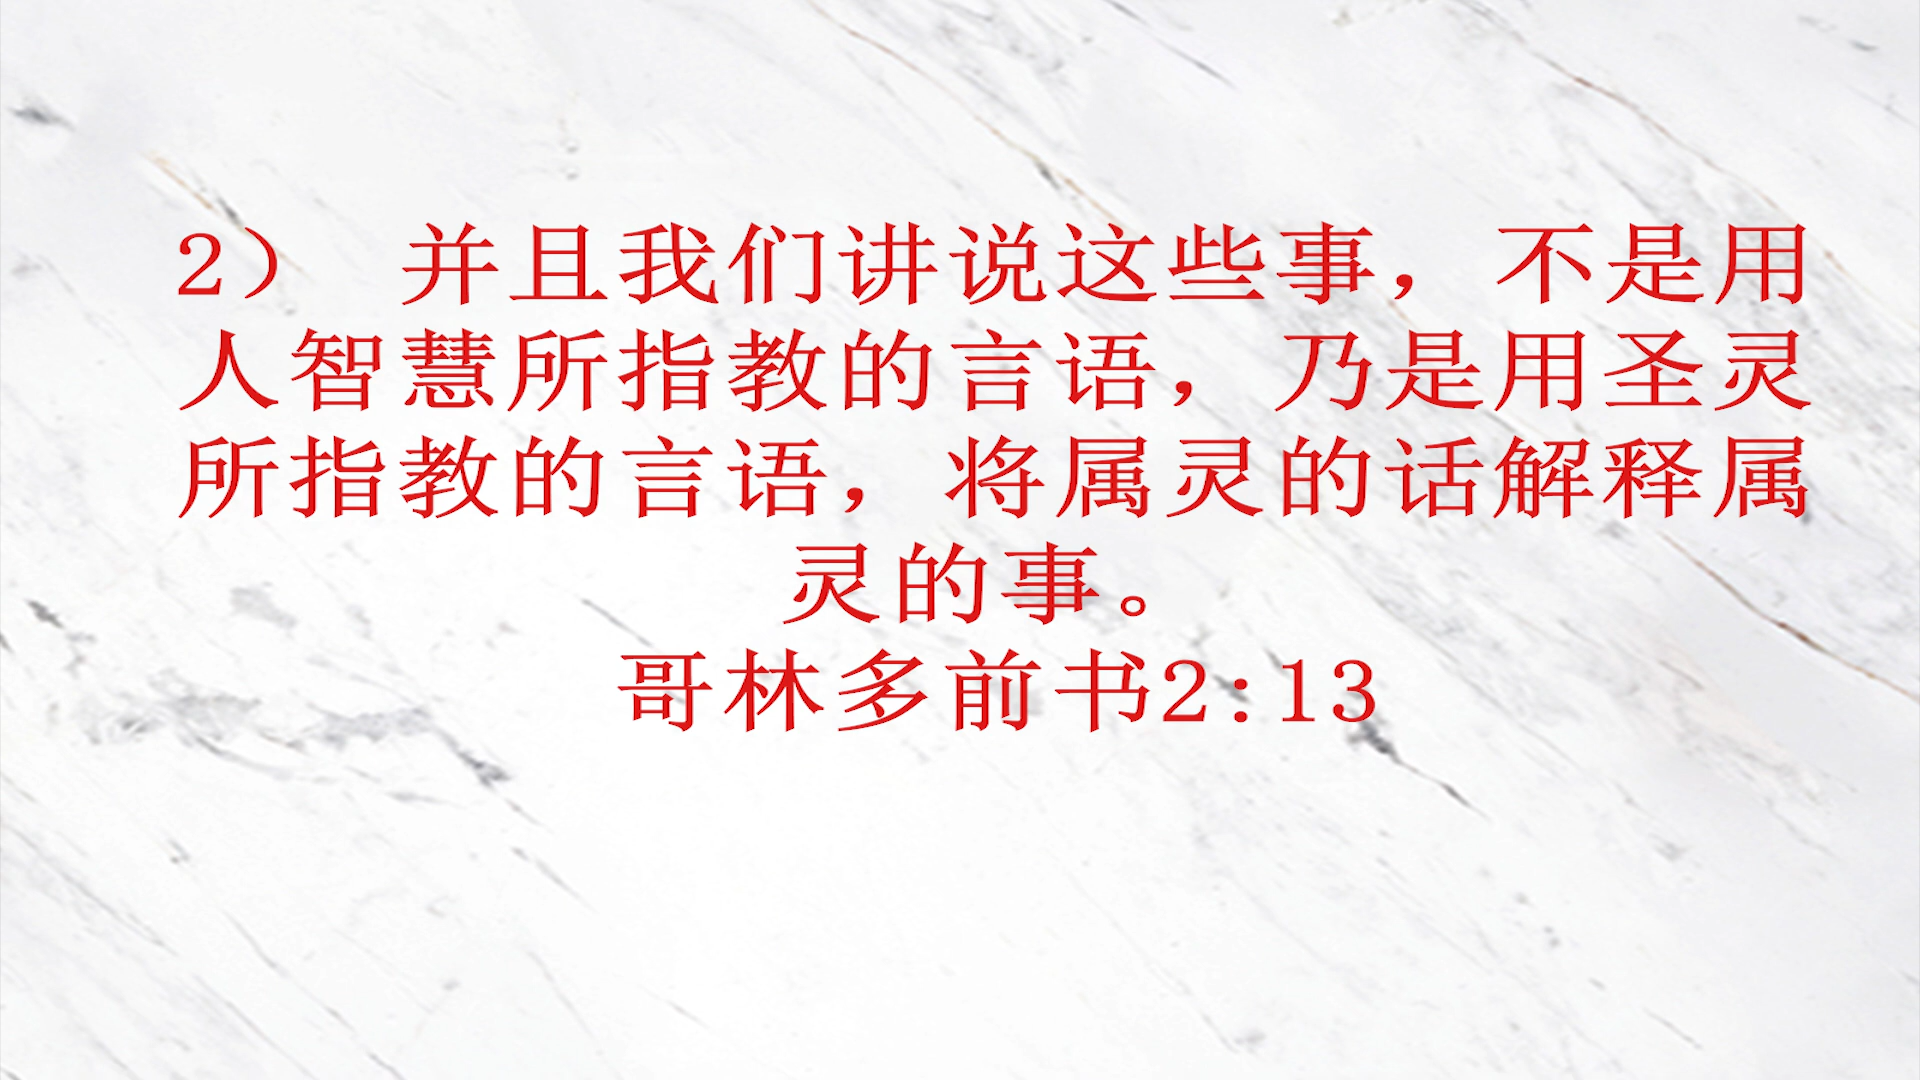 2） 并且我们讲说这些事，不是用
人智慧所指教的言语，乃是用圣灵
所指教的言语，将属灵的话解释属
灵的事。
哥林多前书2:13